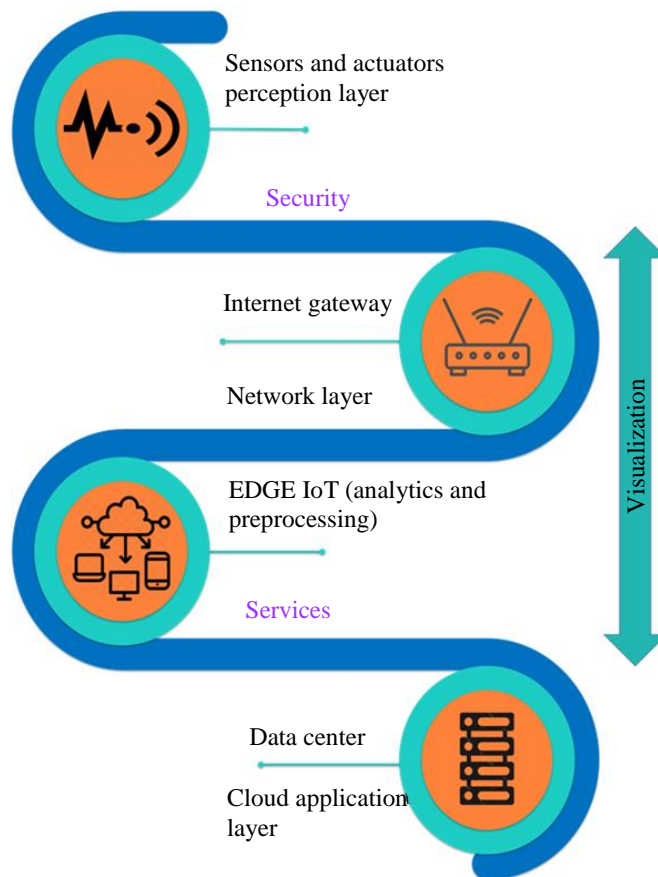 Sensors and actuators
perception layer
Security
Internet gateway
Network layer
Visualization
EDGE IoT (analytics and
preprocessing)
Services
Data center
Cloud application
layer